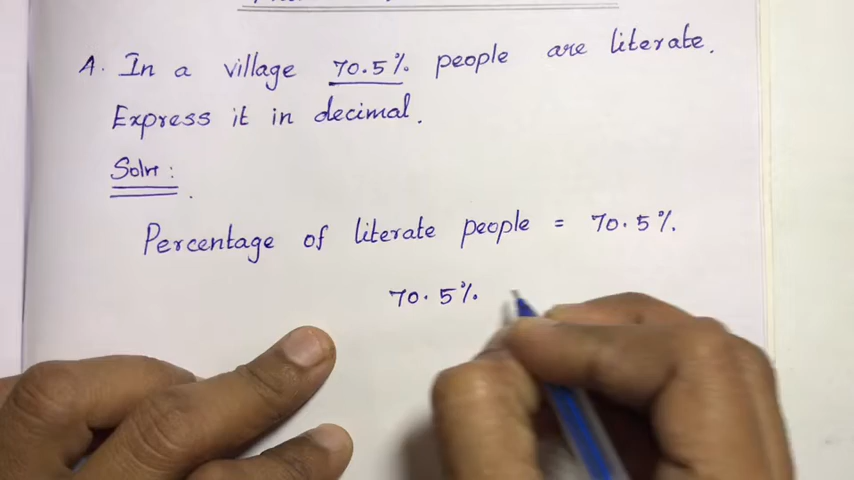 A. In a village 70.5% people are literate.
Express it in decimal.
Soln:
Percentage of literate people = 70.5%.
70.5%